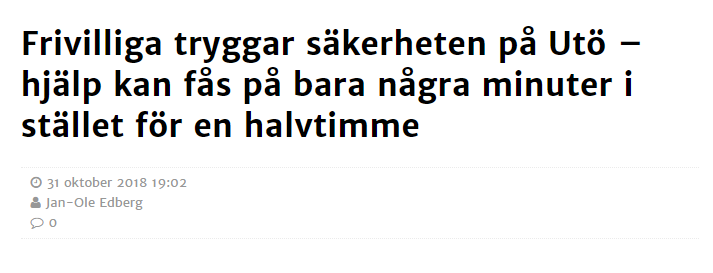 Frivilliga tryggar säkerheten på Utö –
hjälp kan fås på bara några minuter i
stället för en halvtimme
31 oktober 2018 19:02
Jan-Ole Edberg
0